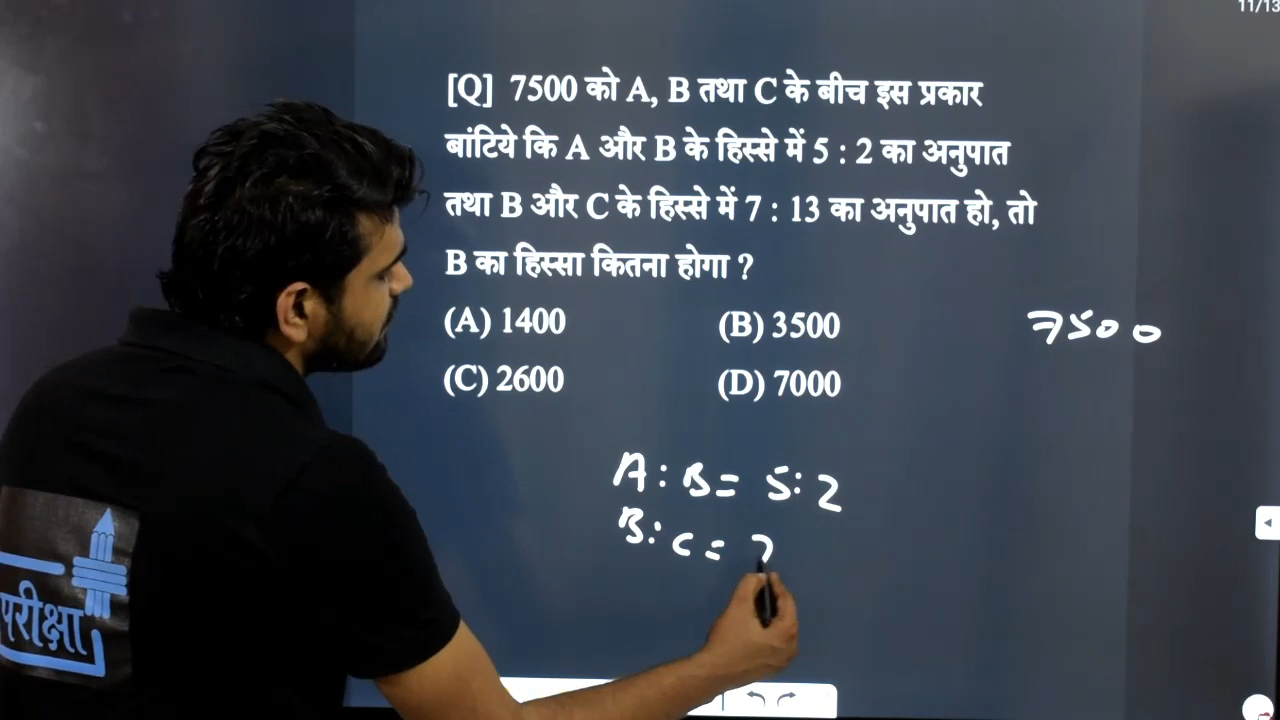 11/13
[Q] 7500 को A, B तथा C के बीच इस प्रकार
बांटिये कि A और B के हिस्से में 5 : 2 का अनुपात
तथा B और C के हिस्से में 7 : 13 का अनुपात हो, तो
B का हिस्सा कितना होगा ?
(A) 1400 (B) 3500
(C) 2600 (D) 7000
7500
A : B = 5 : 2
B : C =
परीक्षा